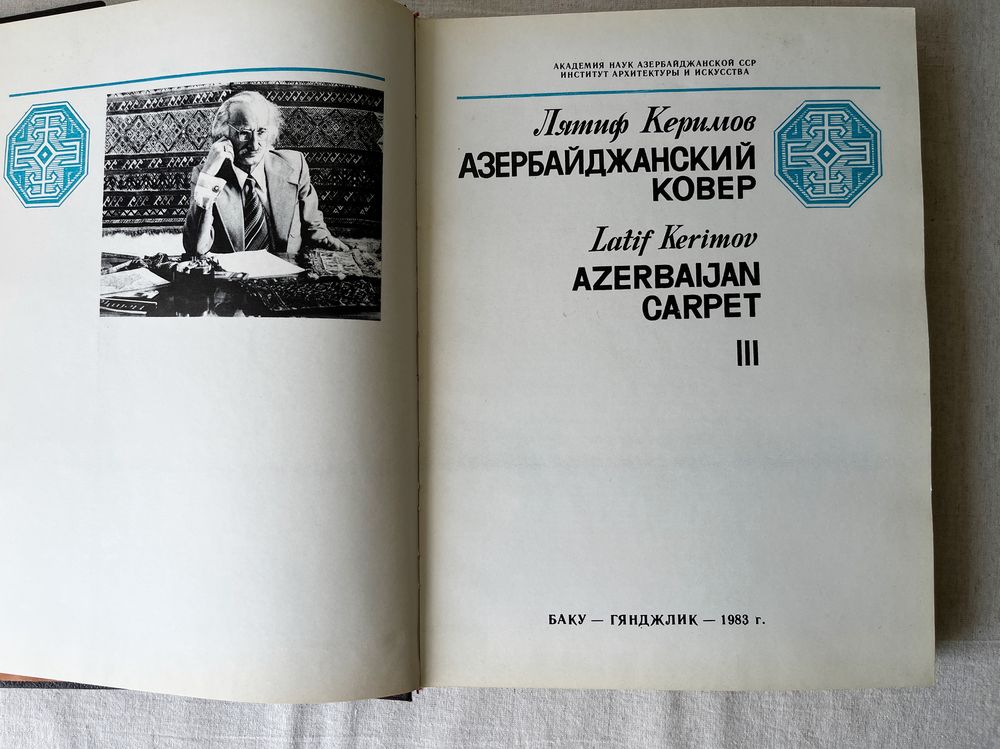 АКАДЕМИЯ НАУК АЗЕРБАЙДЖАНСКОЙ ССР
ИНСТИТУТ АРХИТЕКТУРЫ И ИСКУССТВА
Лятиф Керимов
АЗЕРБАЙДЖАНСКИЙ
КОВЕР
Latif Kerimov
AZERBAIJAN
CARPET
III
БАКУ — ГЯНДЖЛИК — 1983 г.